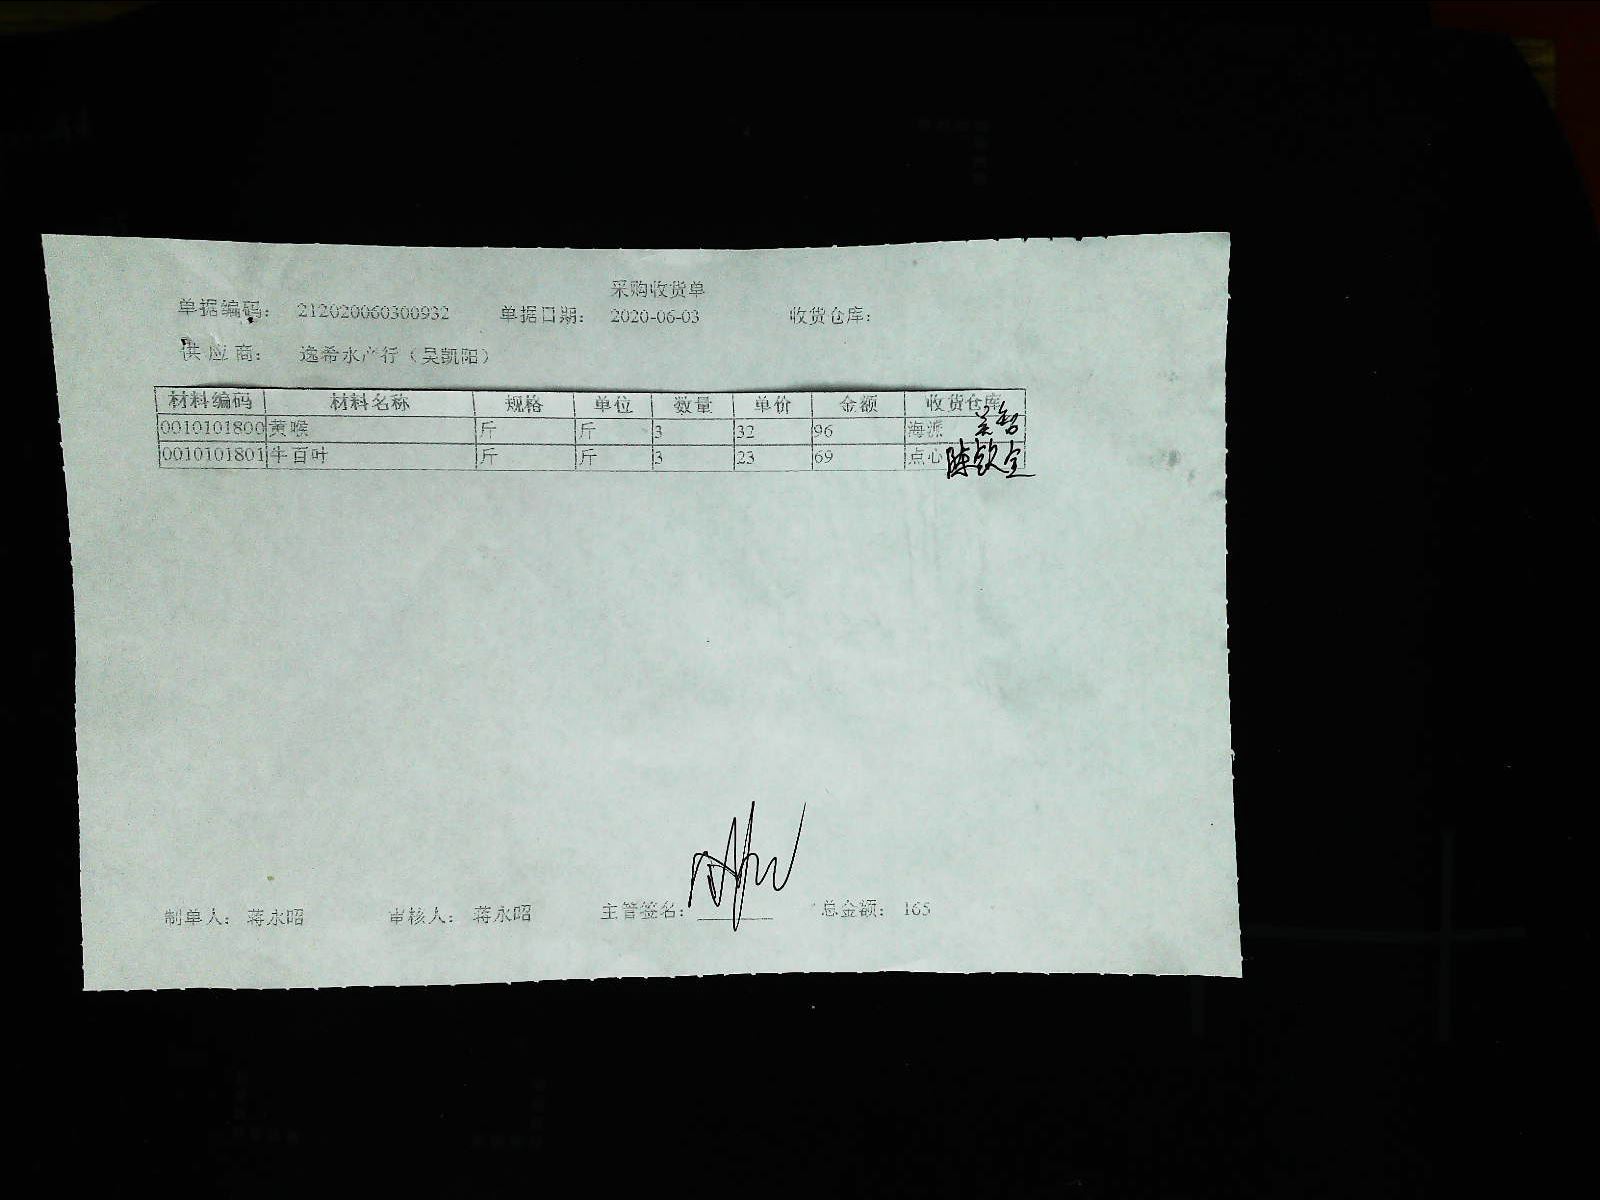 采购收货单
单据编码： 212020060300932 单据日期： 2020-06-03 收货仓库：
供应商： 逸希水产行（吴凯阳）
材料编码 材料名称 规格 单位 数量 单价 金额 收货仓库
0010101800 黄喉 斤 斤 3 32 96 海派
0010101801 牛百叶 斤 斤 3 23 69 点心
制单人： 蒋永昭 审核人： 蒋永昭 主管签名： 总金额： 165